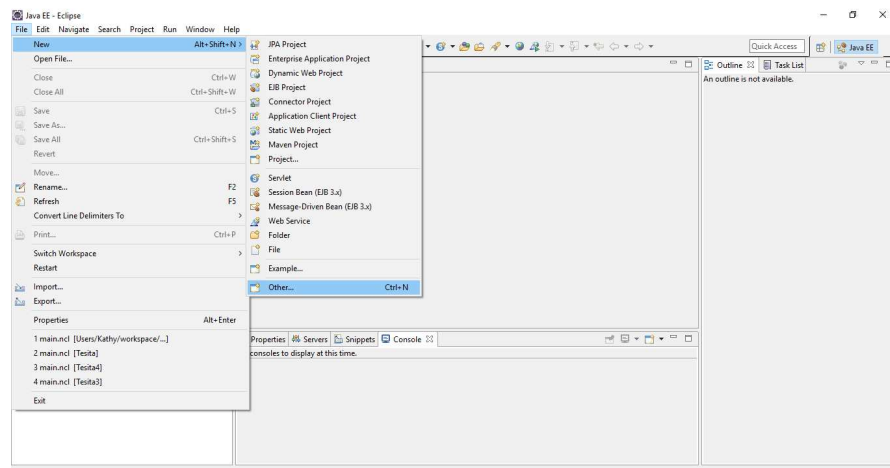 Java EE - Eclipse
File Edit Navigate Search Project Run Window Help
New Alt+Shift+N >
Open File...
Close Ctrl+W
Close All Ctrl+Shift+W
Save Ctrl+S
Save As...
Save All Ctrl+Shift+S
Revert
Move...
Rename... F2
Refresh F5
Convert Line Delimiters To >
Print... Ctrl+P
Switch Workspace >
Restart
Import...
Export...
Properties Alt+Enter
1 main.ncl [Users/Kathy/workspace/...]
2 main.ncl [Tesita]
3 main.ncl [Tesita4]
4 main.ncl [Tesita3]
Exit
JPA Project
Enterprise Application Project
Dynamic Web Project
EJB Project
Connector Project
Application Client Project
Static Web Project
Maven Project
Project...
Servlet
Session Bean (EJB 3.x)
Message-Driven Bean (EJB 3.x)
Web Service
Folder
File
Example...
Other... Ctrl+N
Quick Access Java EE
Outline Task List
An outline is not available.
Properties Servers Snippets Console
consoles to display at this time.